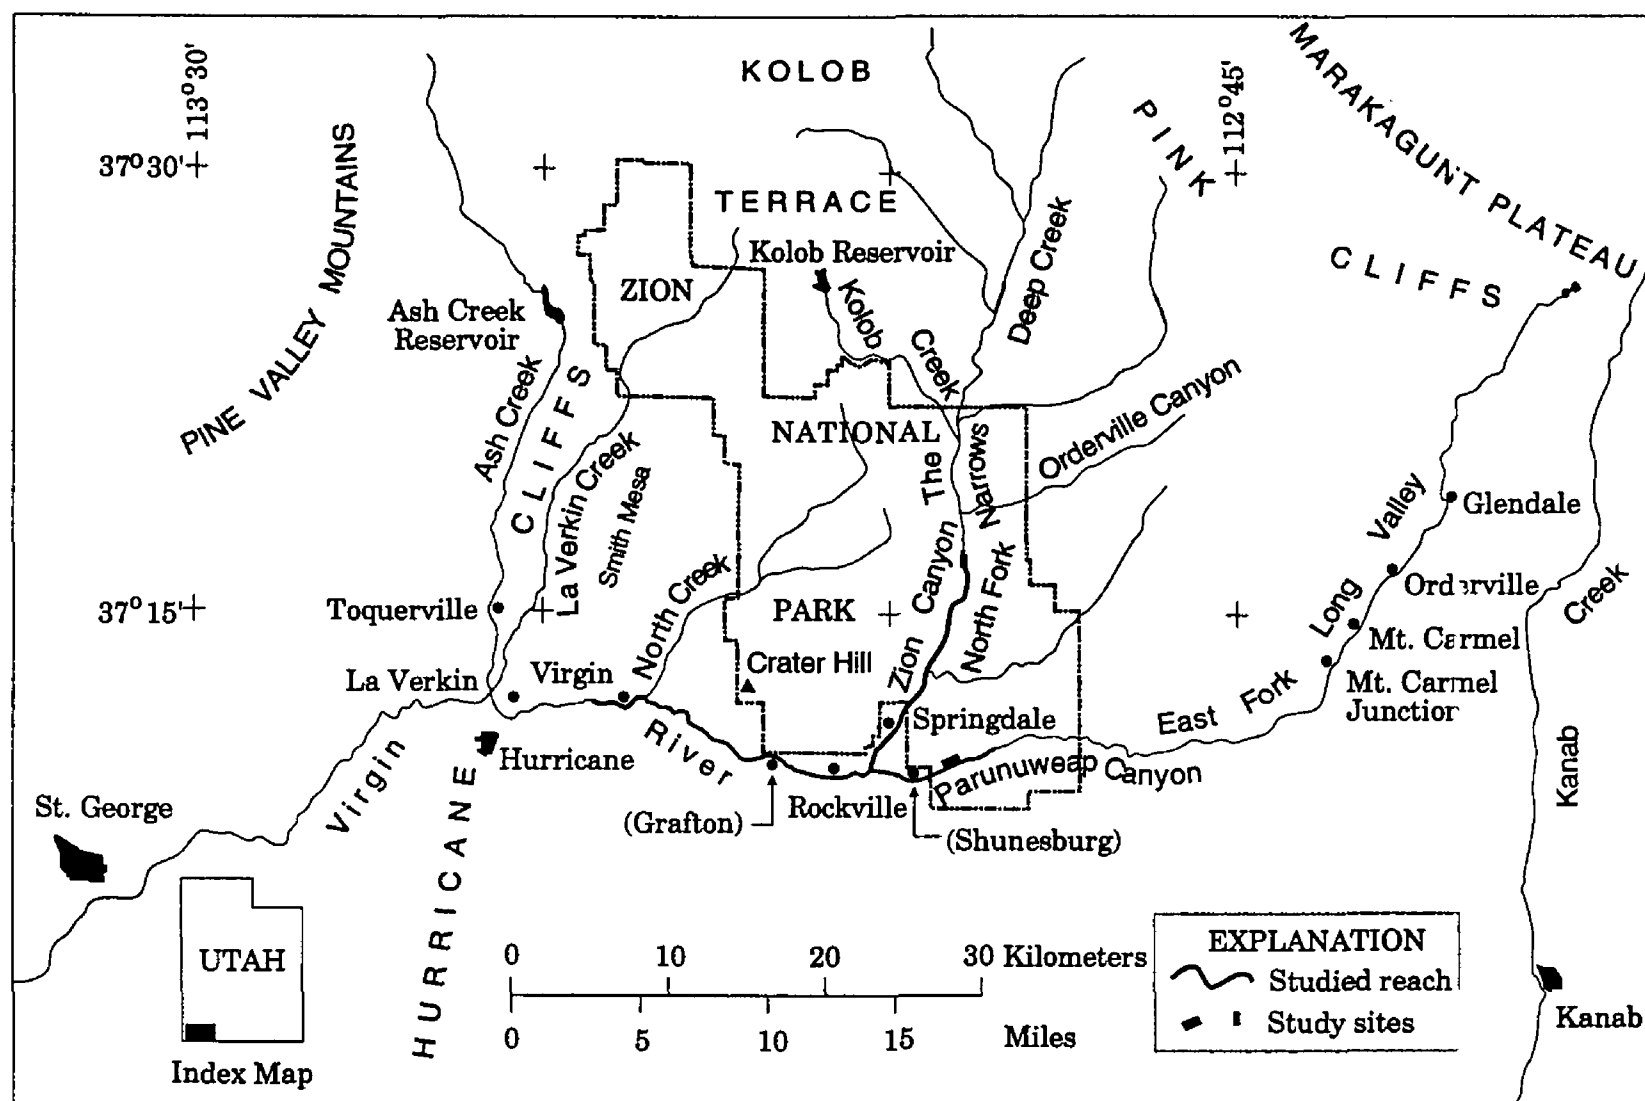 KOLOB
113°30'
112°45'
MARAKAGUNT PLATEAU
PINK
CLIFFS
37°30'
TERRACE
PINE VALLEY MOUNTAINS
Kolob Reservoir
ZION
Deep Creek
Ash Creek
Reservoir
Kolob
Creek
Ash Creek
CLIFFS
NATIONAL
The
Narrows
Orderville Canyon
La Verkin Creek
Smith Mesa
Valley
Glendale
North Creek
Zion Canyon
North Fork
Orderville
Creek
37°15'
Toquerville
PARK
Long
Mt. Carmel
Crater Hill
La Verkin
Virgin
Mt. Carmel
Junction
Fork
East
Springdale
River
Virgin
Hurricane
Parunuweap Canyon
Kanab
St. George
(Grafton)
Rockville
(Shunesburg)
HURRICANE
UTAH
Index Map
0 10 20 30 Kilometers
0 5 10 15 Miles
EXPLANATION
Studied reach
Study sites
Kanab